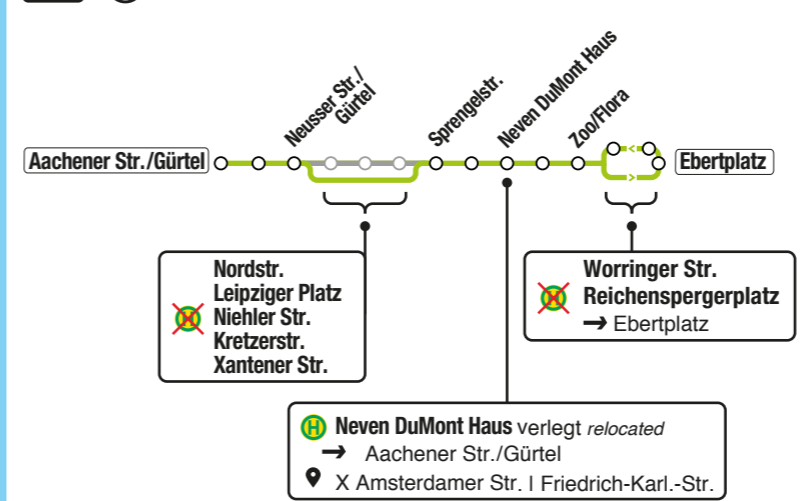 Neusser Str./
Gürtel
Sprengelstr.
Neven DuMont Haus
Zoo/Flora
Aachener Str./Gürtel
Ebertplatz
Nordstr.
Leipziger Platz
H Niehler Str.
Kretzerstr.
Xantener Str.
Worringer Str.
H Reichenspergerplatz
→ Ebertplatz
H Neven DuMont Haus verlegt relocated
→ Aachener Str./Gürtel
X Amsterdamer Str. I Friedrich-Karl.-Str.